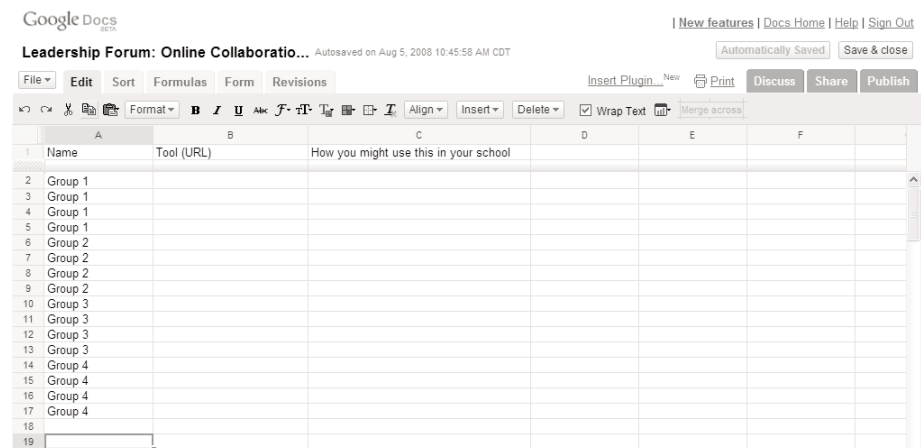 Google Docs
BETA
| New features | Docs Home | Help | Sign Out
Leadership Forum: Online Collaboratio... Autosaved on Aug 5, 2008 10:45:58 AM CDT
Automatically Saved Save & close
File Edit Sort Formulas Form Revisions Insert Plugin... New Print Discuss Share Publish
Format B I U Abc F T T T Align Insert Delete Wrap Text Merge across
A B C D E F
1 Name Tool (URL) How you might use this in your school
2 Group 1
3 Group 1
4 Group 1
5 Group 1
6 Group 2
7 Group 2
8 Group 2
9 Group 2
10 Group 3
11 Group 3
12 Group 3
13 Group 3
14 Group 4
15 Group 4
16 Group 4
17 Group 4
18
19